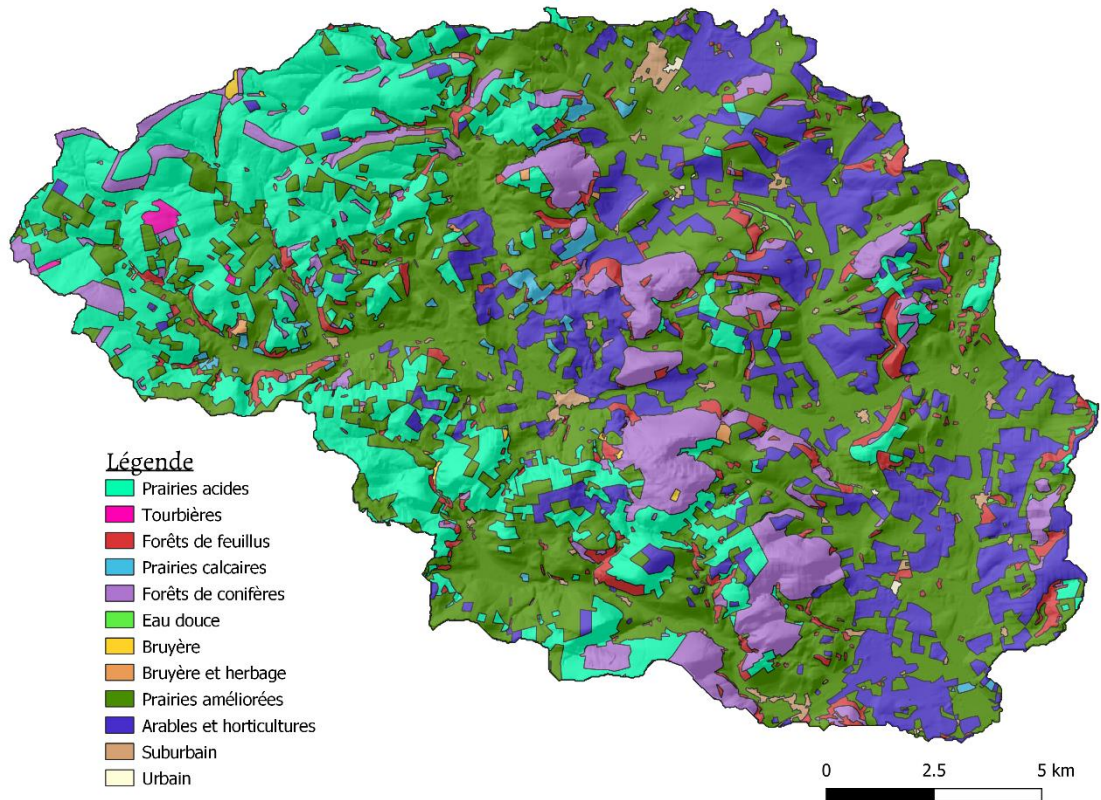 Légende
Prairies acides
Tourbières
Forêts de feuillus
Prairies calcaires
Forêts de conifères
Eau douce
Bruyère
Bruyère et herbage
Prairies améliorées
Arables et horticultures
Suburbain
Urbain
0 2.5 5 km